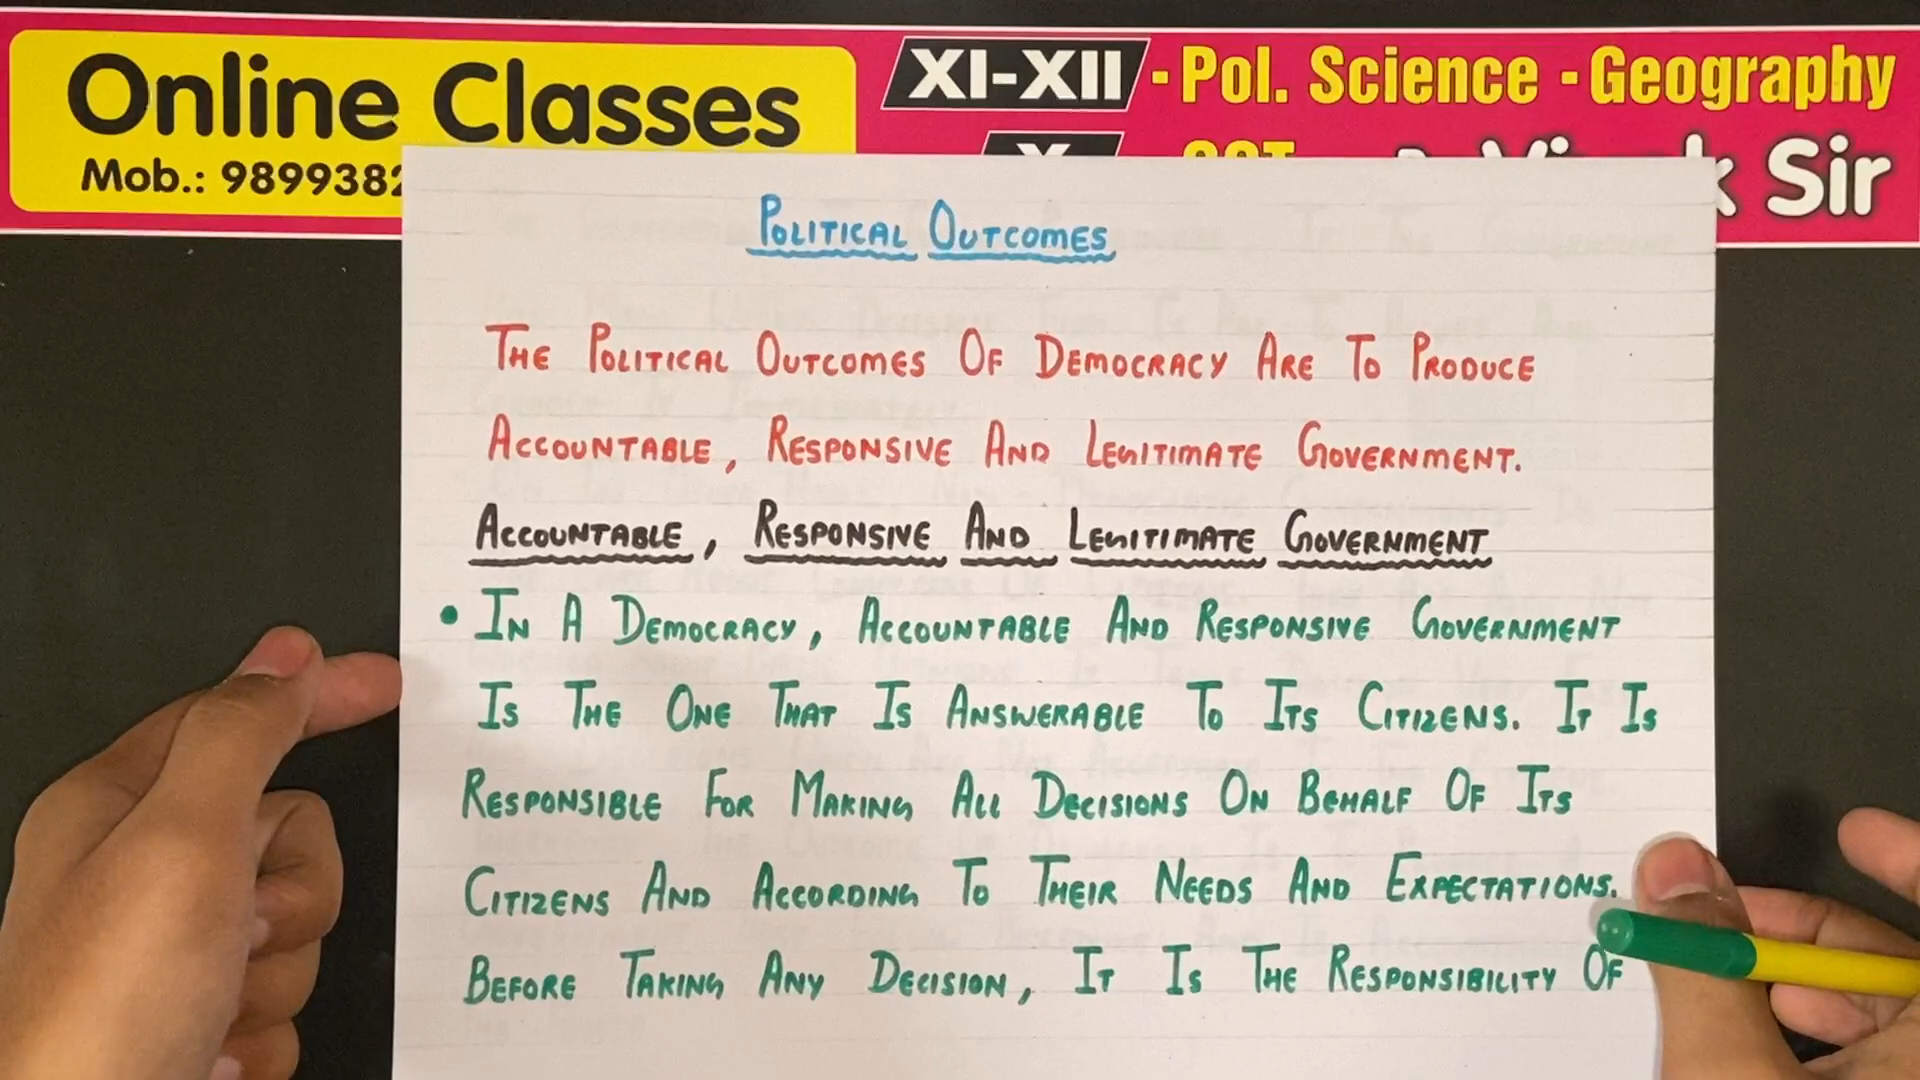 Online Classes
Mob.: 989938
XI-XII - Pol. Science - Geography
Sir
POLITICAL OUTCOMES
THE POLITICAL OUTCOMES OF DEMOCRACY ARE TO PRODUCE
ACCOUNTABLE, RESPONSIVE AND LEGITIMATE GOVERNMENT.
ACCOUNTABLE, RESPONSIVE AND LEGITIMATE GOVERNMENT
• IN A DEMOCRACY, ACCOUNTABLE AND RESPONSIVE GOVERNMENT
IS THE ONE THAT IS ANSWERABLE TO ITS CITIZENS. IT IS
RESPONSIBLE FOR MAKING ALL DECISIONS ON BEHALF OF ITS
CITIZENS AND ACCORDING TO THEIR NEEDS AND EXPECTATIONS.
BEFORE TAKING ANY DECISION, IT IS THE RESPONSIBILITY OF